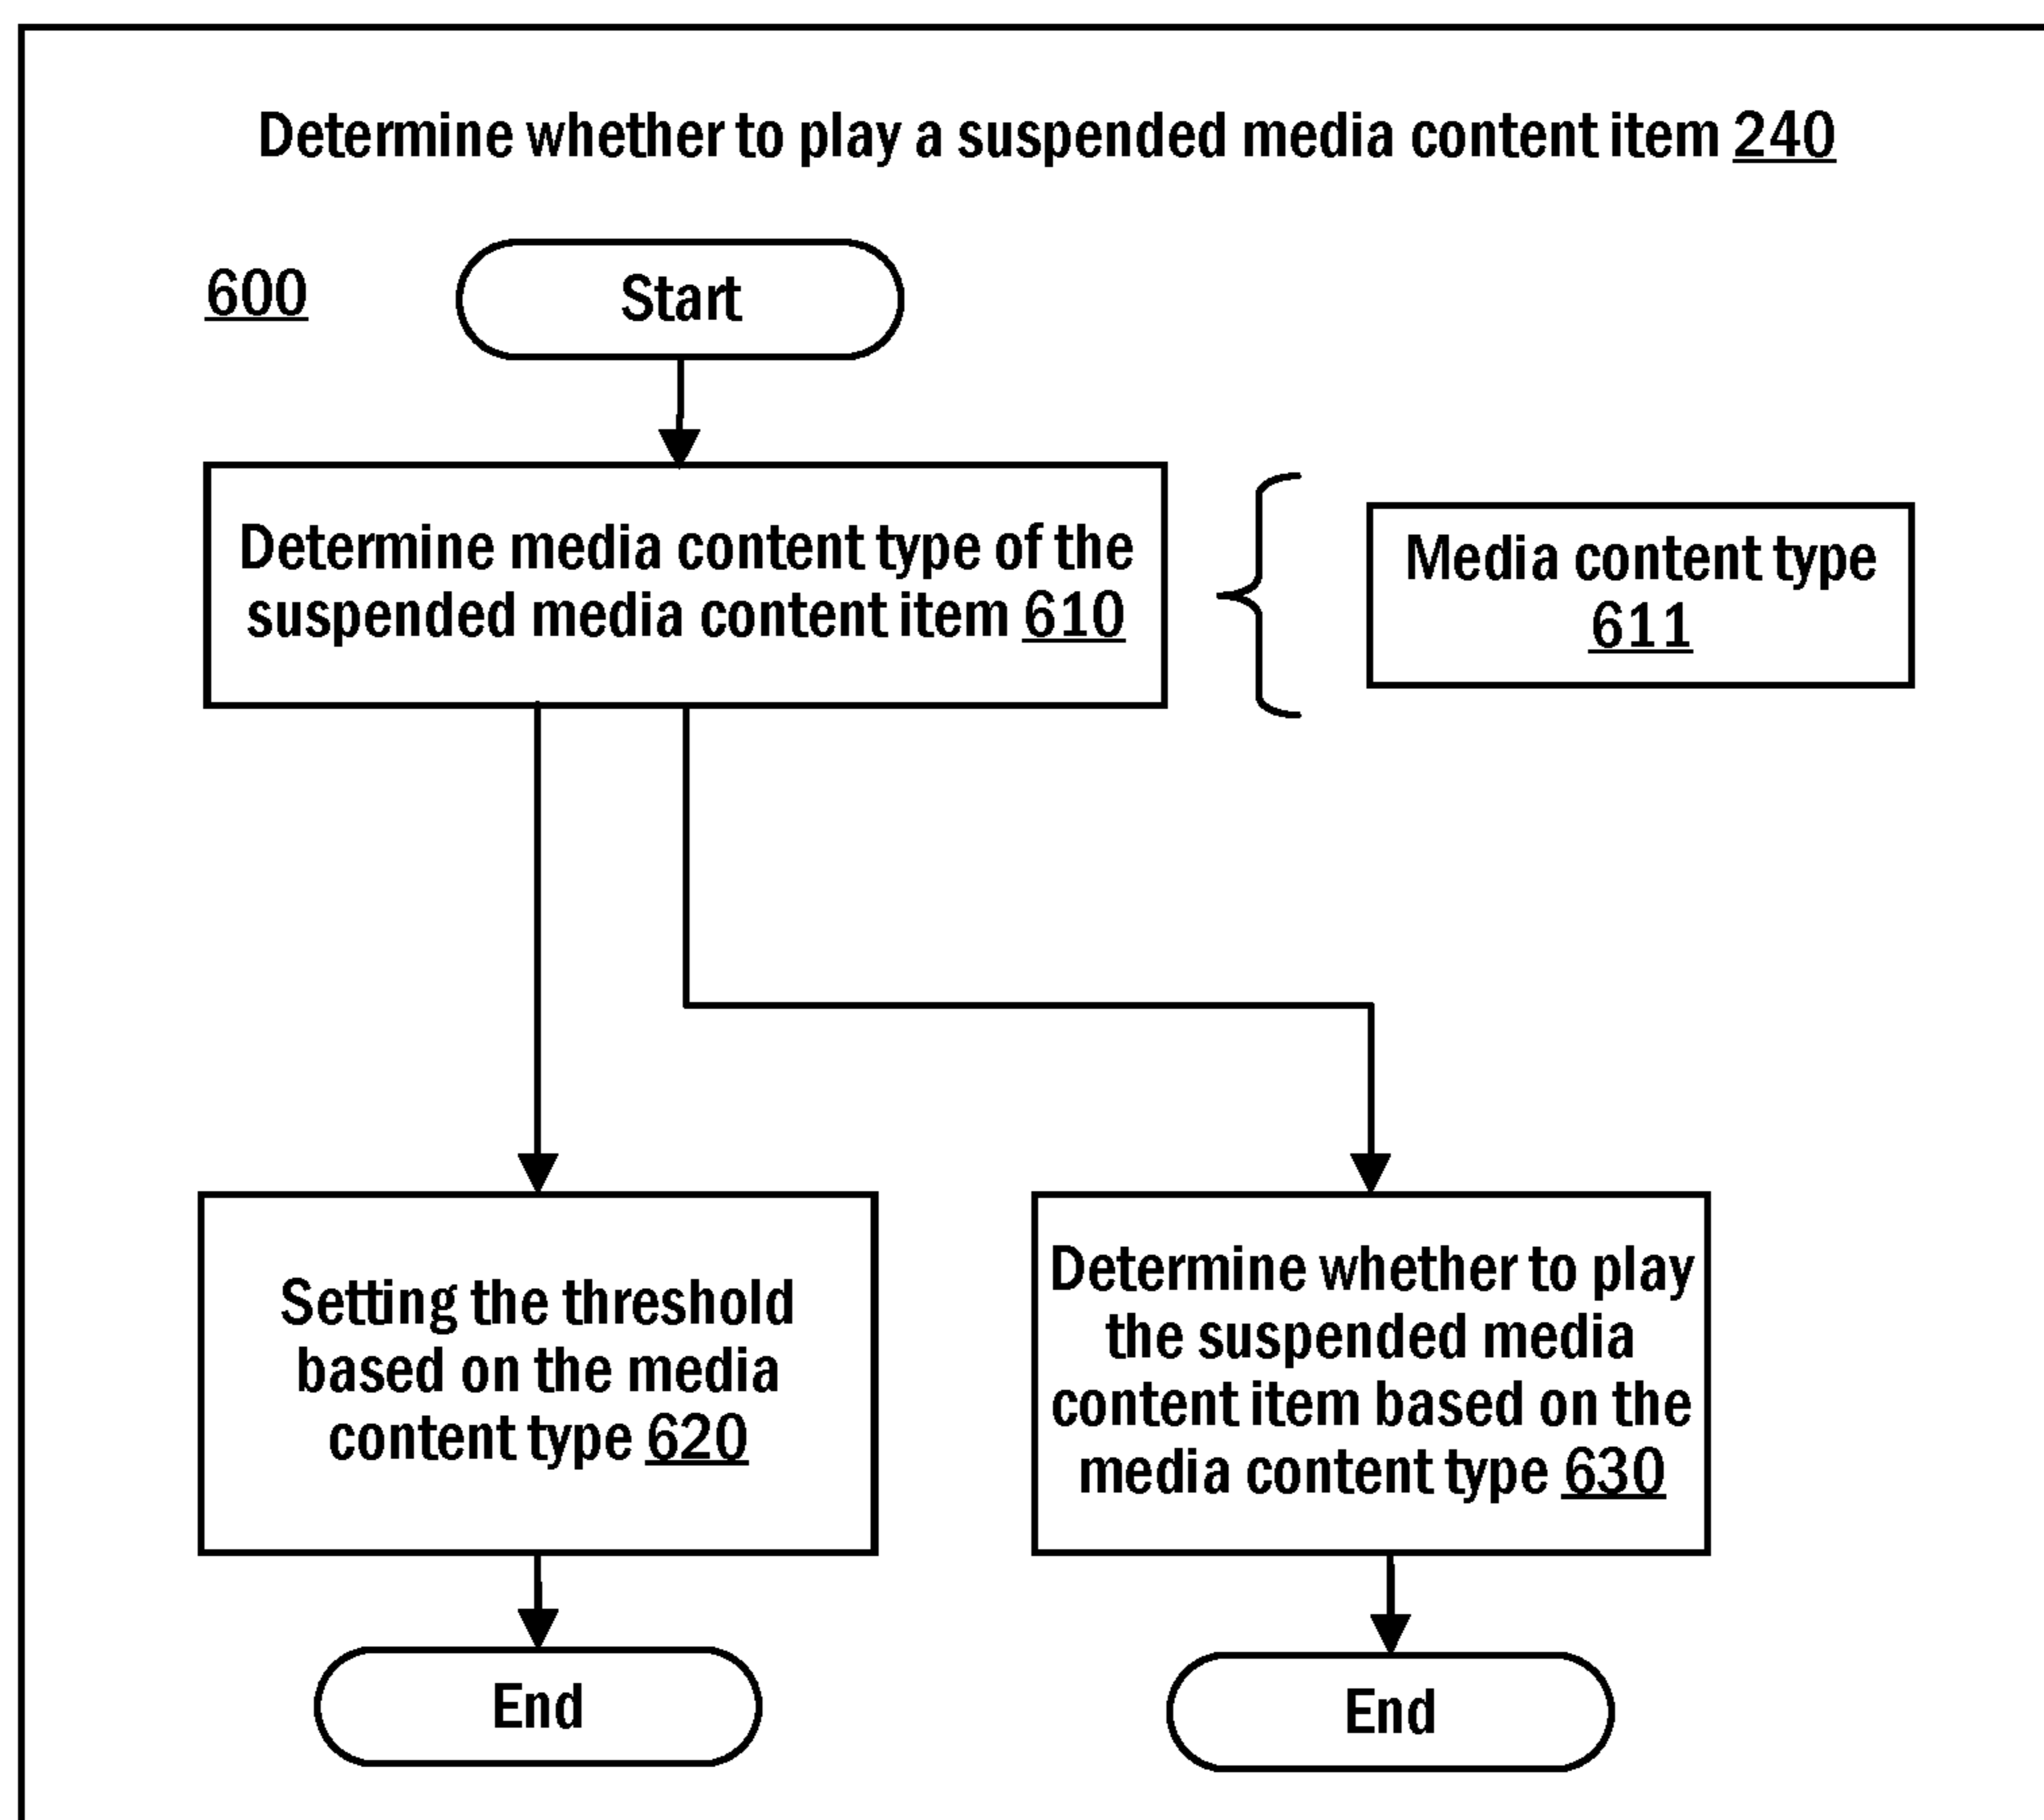 Determine whether to play a suspended media content item 240
600
Start
Determine media content type of the
suspended media content item 610
Media content type
611
Setting the threshold
based on the media
content type 620
Determine whether to play
the suspended media
content item based on the
media content type 630
End
End